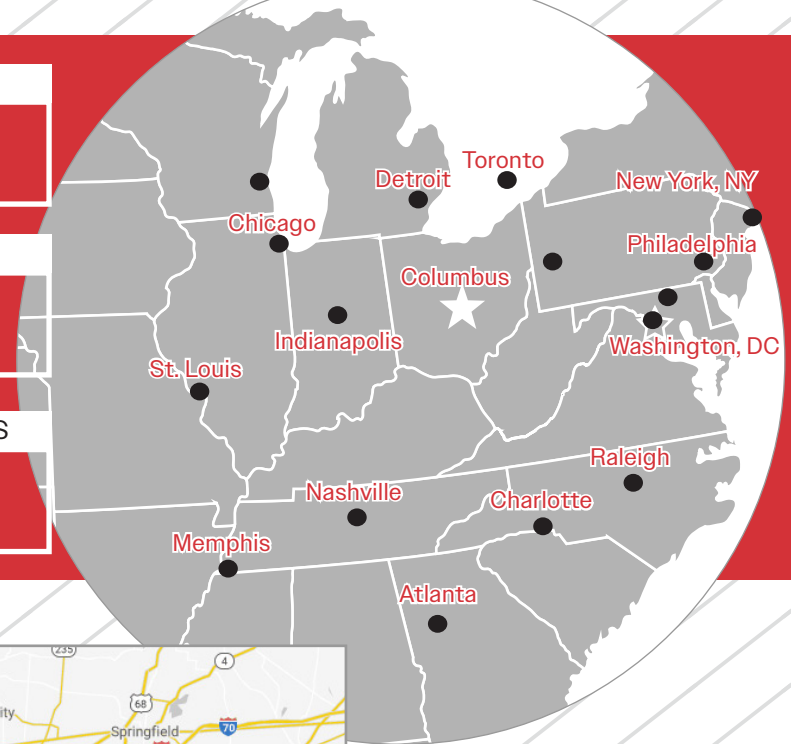 Toronto
Detroit
New York, NY
Chicago
Philadelphia
Columbus
Indianapolis
Washington, DC
St. Louis
S
Raleigh
Nashville
Charlotte
Memphis
Atlanta
235
4
68
ity
70
Springfield